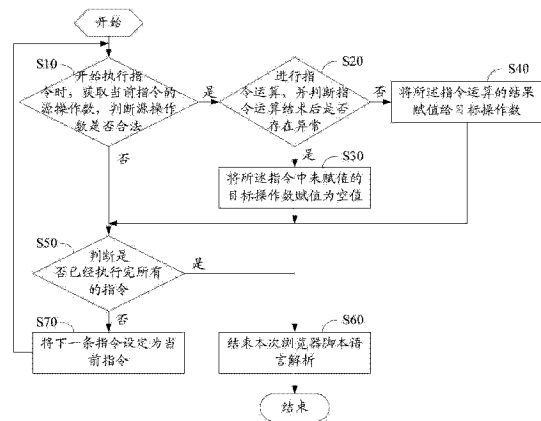 开始
S10
开始执行指
令时，获取当前指令的
源操作数，判断源操作
数是否合法
是
否
S20
进行指
令运算，并判断指
令运算结束后是否
存在异常
否
是
S40
将所述指令运算的结果
赋值给目标操作数
S30
将所述指令中未赋值的
目标操作数赋值为空值
S50
判断是
否已经执行完所有
的指令
是
否
S70
将下一条指令设定为当
前指令
S60
结束本次浏览器脚本语
言解析
结束